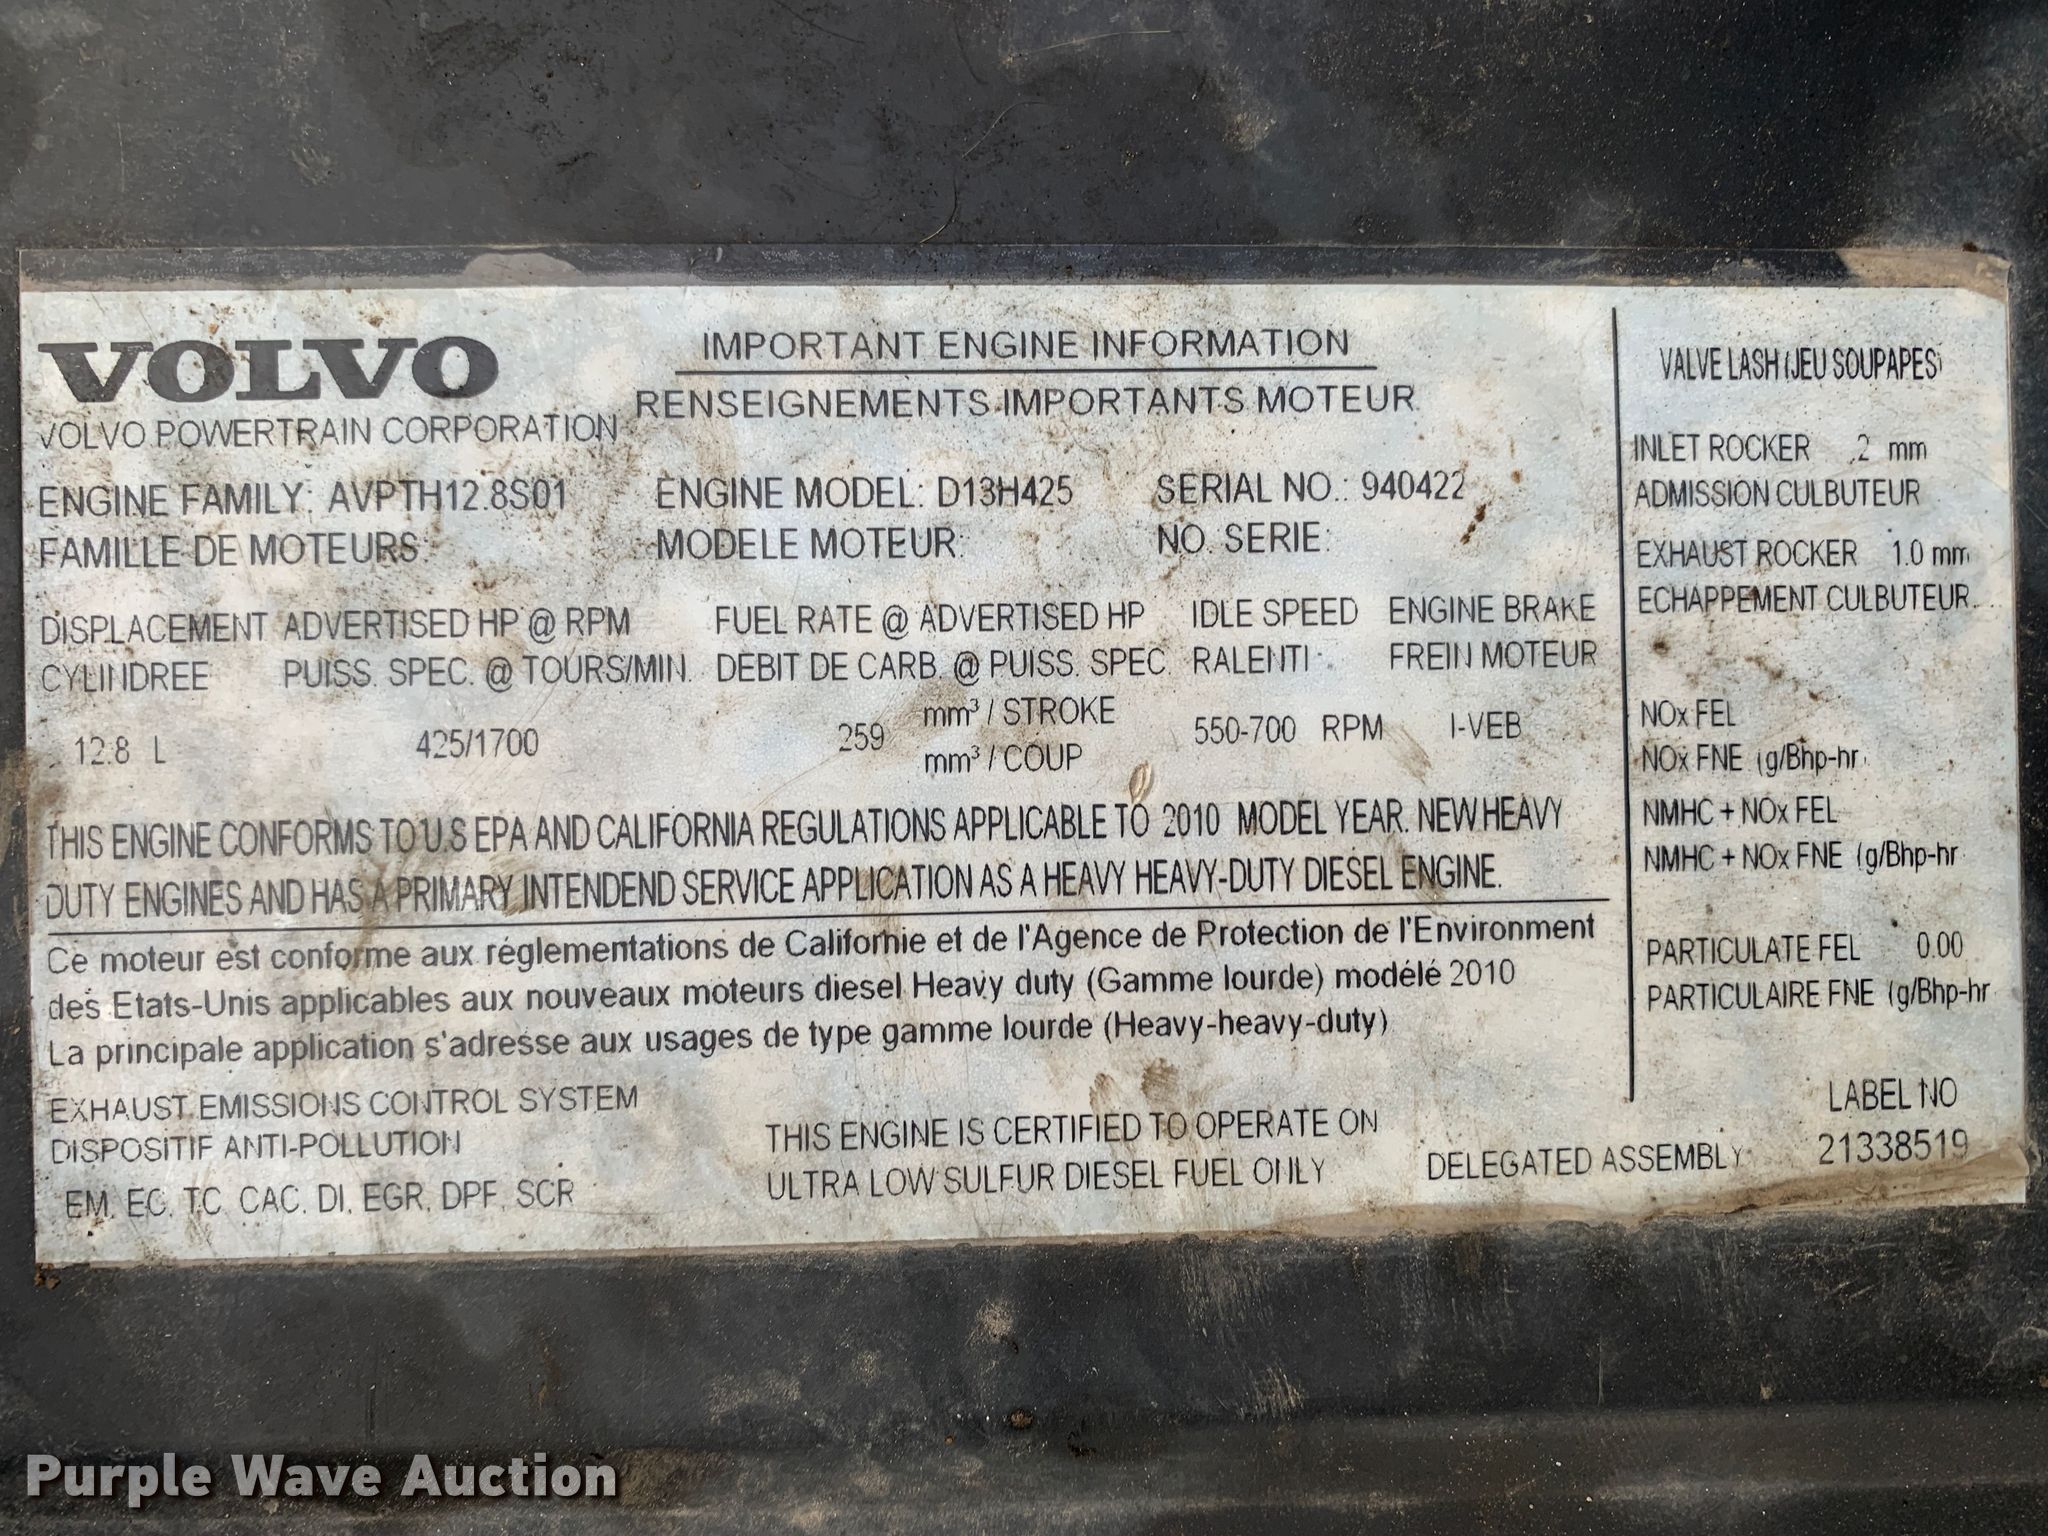 VOLVO
VOLVO POWERTRAIN CORPORATION
IMPORTANT ENGINE INFORMATION
RENSEIGNEMENTS IMPORTANTS MOTEUR
ENGINE FAMILY: AVPTH12.8S01
FAMILLE DE MOTEURS:
ENGINE MODEL: D13H425
MODELE MOTEUR:
SERIAL NO.: 940422
NO. SERIE:
DISPLACEMENT
CYLINDREE
12.8 L
ADVERTISED HP @ RPM
PUISS. SPEC. @ TOURS/MIN.
425/1700
FUEL RATE @ ADVERTISED HP
DEBIT DE CARB. @ PUISS. SPEC.
259
mm³ / STROKE
mm³ / COUP
IDLE SPEED
RALENTI :
550-700 RPM
ENGINE BRAKE
FREIN MOTEUR
I-VEB
THIS ENGINE CONFORMS TO U.S EPA AND CALIFORNIA REGULATIONS APPLICABLE TO 2010 MODEL YEAR. NEW HEAVY
DUTY ENGINES AND HAS A PRIMARY INTENDEND SERVICE APPLICATION AS A HEAVY HEAVY-DUTY DIESEL ENGINE.
Ce moteur est conforme aux réglementations de Californie et de l'Agence de Protection de l'Environment
des Etats-Unis applicables aux nouveaux moteurs diesel Heavy duty (Gamme lourde) modélé 2010
La principale application s'adresse aux usages de type gamme lourde (Heavy-heavy-duty)
EXHAUST EMISSIONS CONTROL SYSTEM
DISPOSITIF ANTI-POLLUTION
EM, EC, TC, CAC, DI, EGR, DPF, SCR
THIS ENGINE IS CERTIFIED TO OPERATE ON
ULTRA LOW SULFUR DIESEL FUEL ONLY
DELEGATED ASSEMBLY
VALVE LASH (JEU SOUPAPES)
INLET ROCKER .2 mm
ADMISSION CULBUTEUR
EXHAUST ROCKER 1.0 mm
ECHAPPEMENT CULBUTEUR
NOx FEL
NOx FNE (g/Bhp-hr)
NMHC + NOx FEL
NMHC + NOx FNE (g/Bhp-hr
PARTICULATE FEL 0.00
PARTICULAIRE FNE (g/Bhp-hr
LABEL NO
21338519
Purple Wave Auction